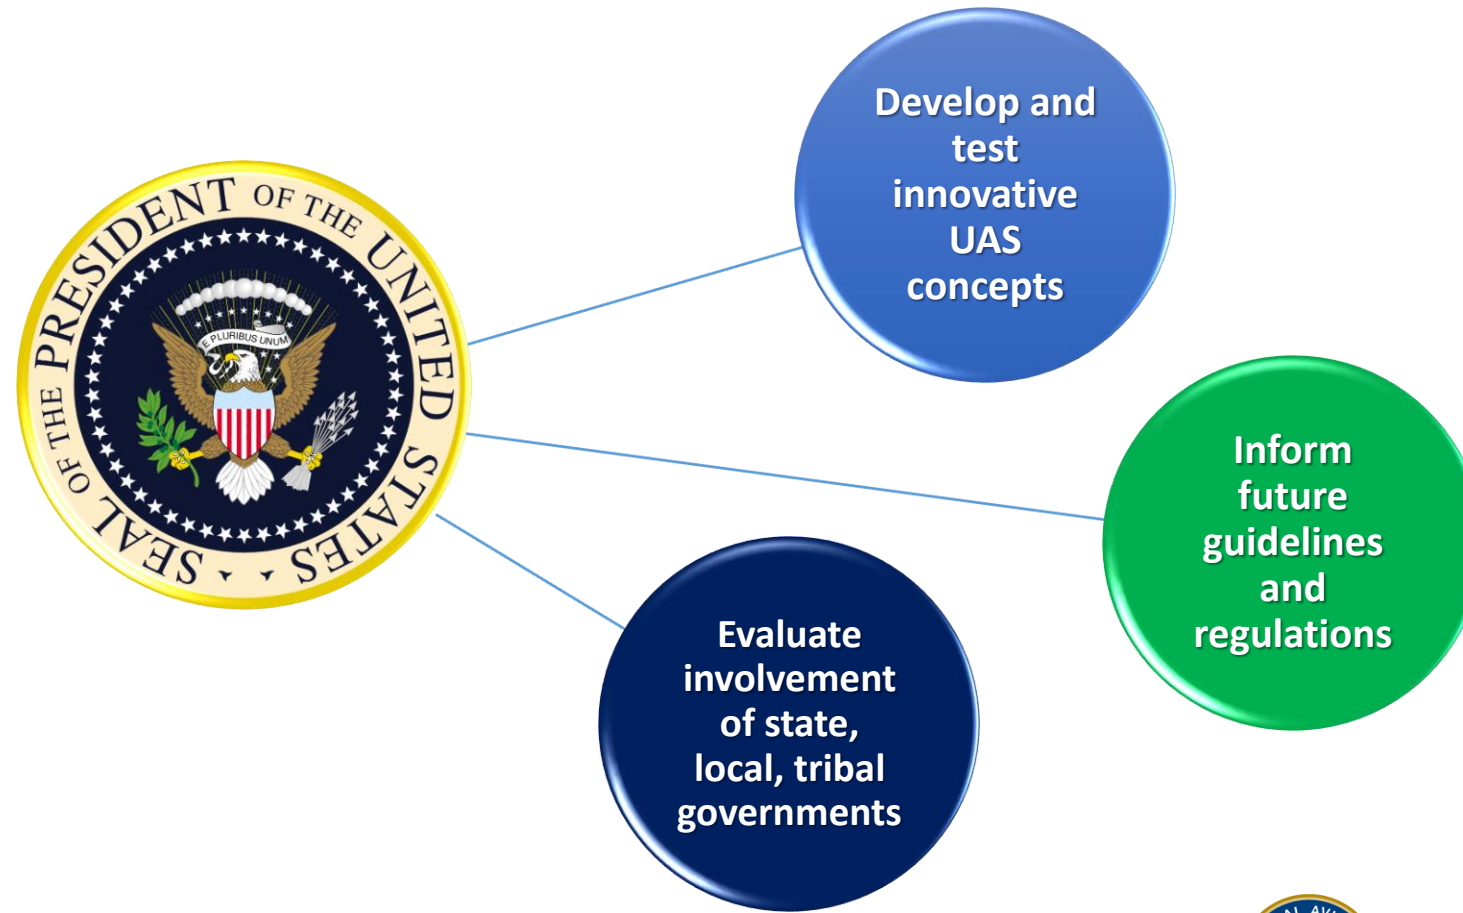 SEAL OF THE PRESIDENT OF THE UNITED STATES
E PLURIBUS UNUM
Develop and
test
innovative
UAS
concepts
Inform
future
guidelines
and
regulations
Evaluate
involvement
of state,
local, tribal
governments